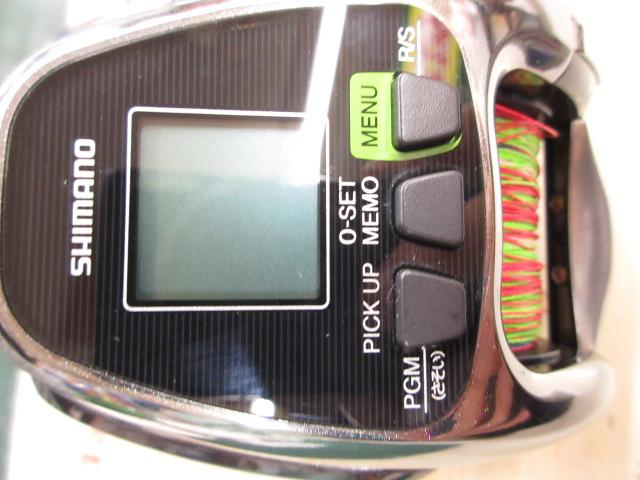 SHIMANO
PICK UP
0-SET
MEMO
MENU
PGM
(さそい)
R/S